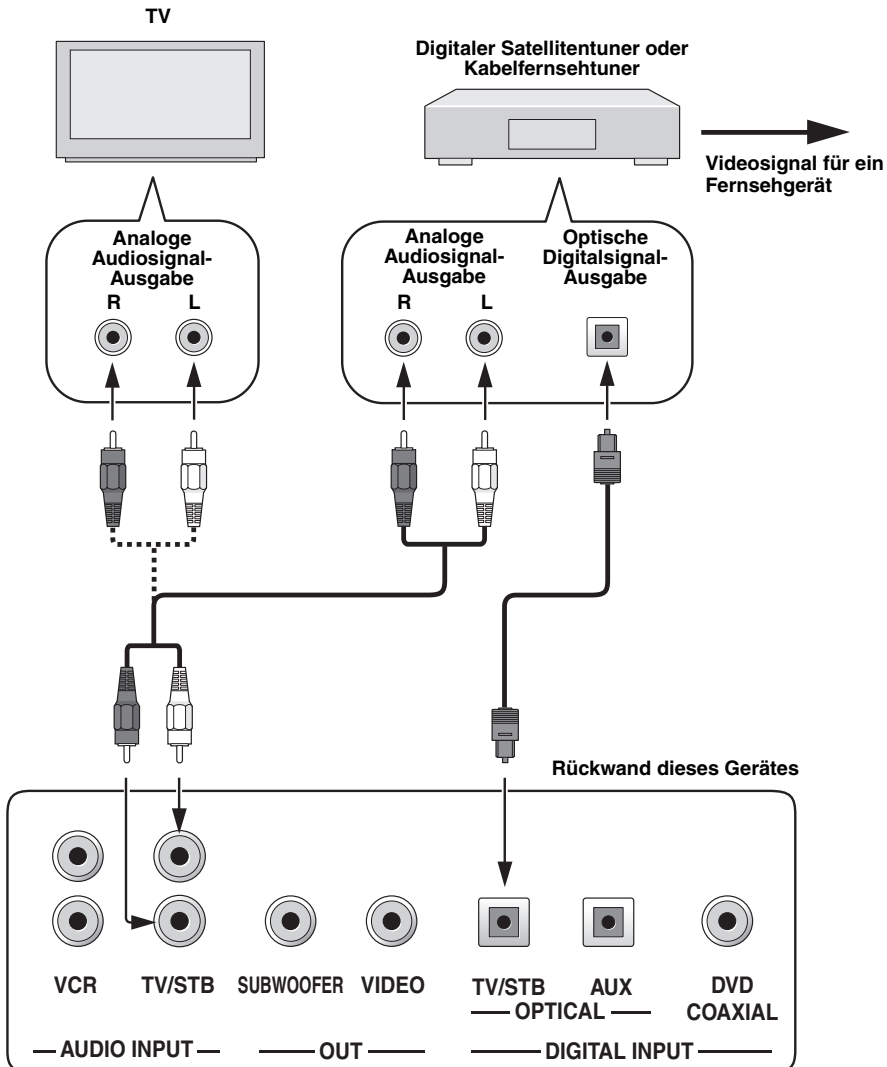 TV
Digitaler Satellitentuner oder
Kabelfernsehtuner
Videosignal für ein
Fernsehgerät
Analoge
Audiosignal-
Ausgabe
R L
Analoge
Audiosignal-
Ausgabe
R L
Optische
Digitalsignal-
Ausgabe
Rückwand dieses Gerätes
VCR TV/STB SUBWOOFER VIDEO TV/STB AUX DVD
OPTICAL COAXIAL
AUDIO INPUT OUT DIGITAL INPUT